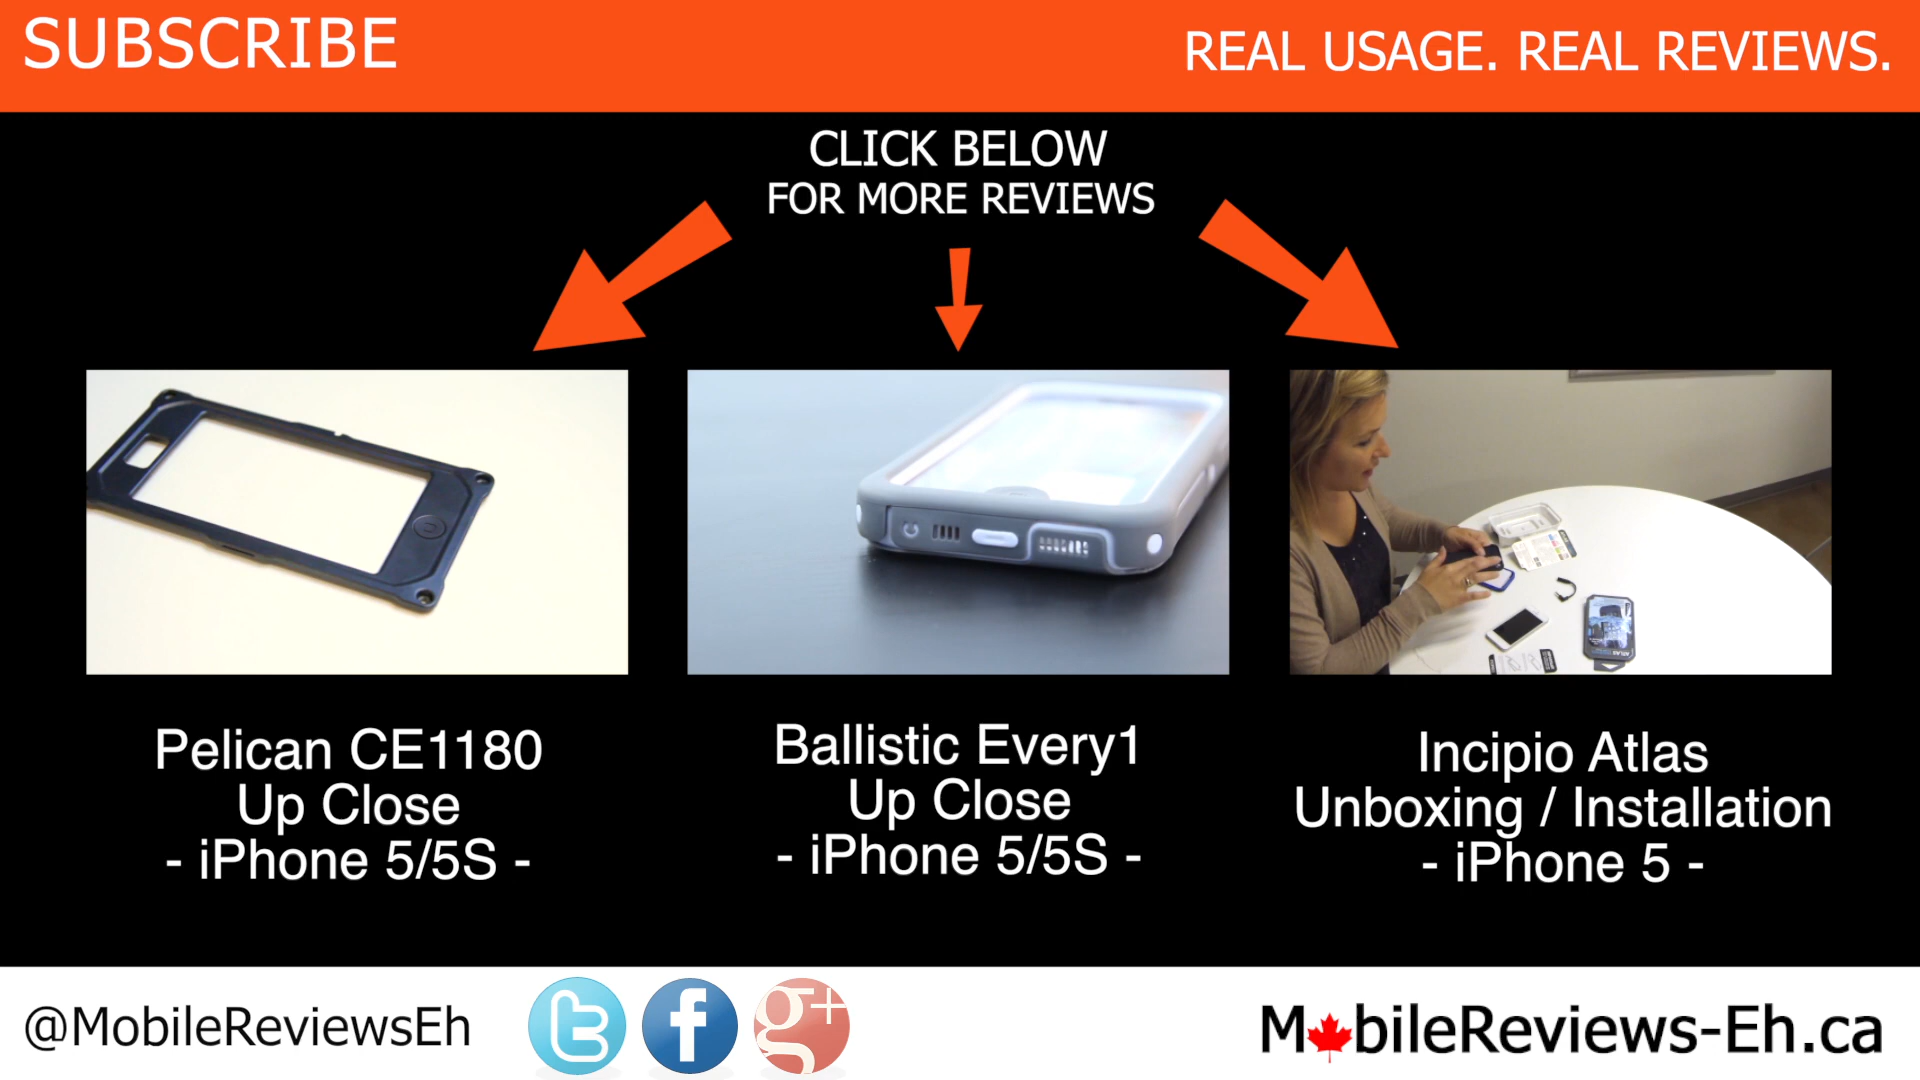 SUBSCRIBE
REAL USAGE. REAL REVIEWS.
CLICK BELOW
FOR MORE REVIEWS
Pelican CE1180
Up Close
- iPhone 5/5S -
Ballistic Every1
Up Close
- iPhone 5/5S -
Incipio Atlas
Unboxing / Installation
- iPhone 5 -
@MobileReviewsEh
MobileReviews-Eh.ca